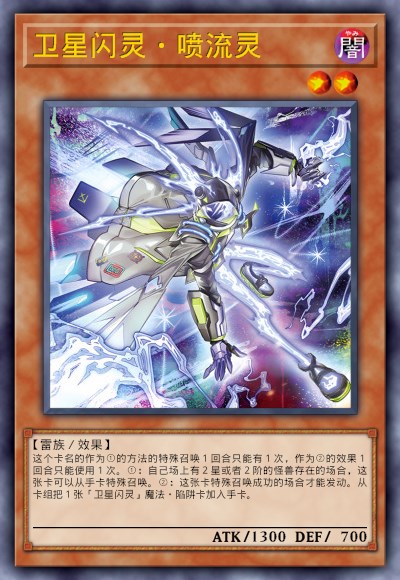 卫星闪灵・喷流灵
やみ
闇
【雷族／效果】
这个卡名的作为①的方法的特殊召唤１回合只能有１次，作为②的效果１
回合只能使用１次。①：自己场上有２星或者２阶的怪兽存在的场合，这
张卡可以从手卡特殊召唤。②：这张卡特殊召唤成功的场合才能发动。从
卡组把１张「卫星闪灵」魔法・陷阱卡加入手卡。
ATK/1300 DEF/ 700